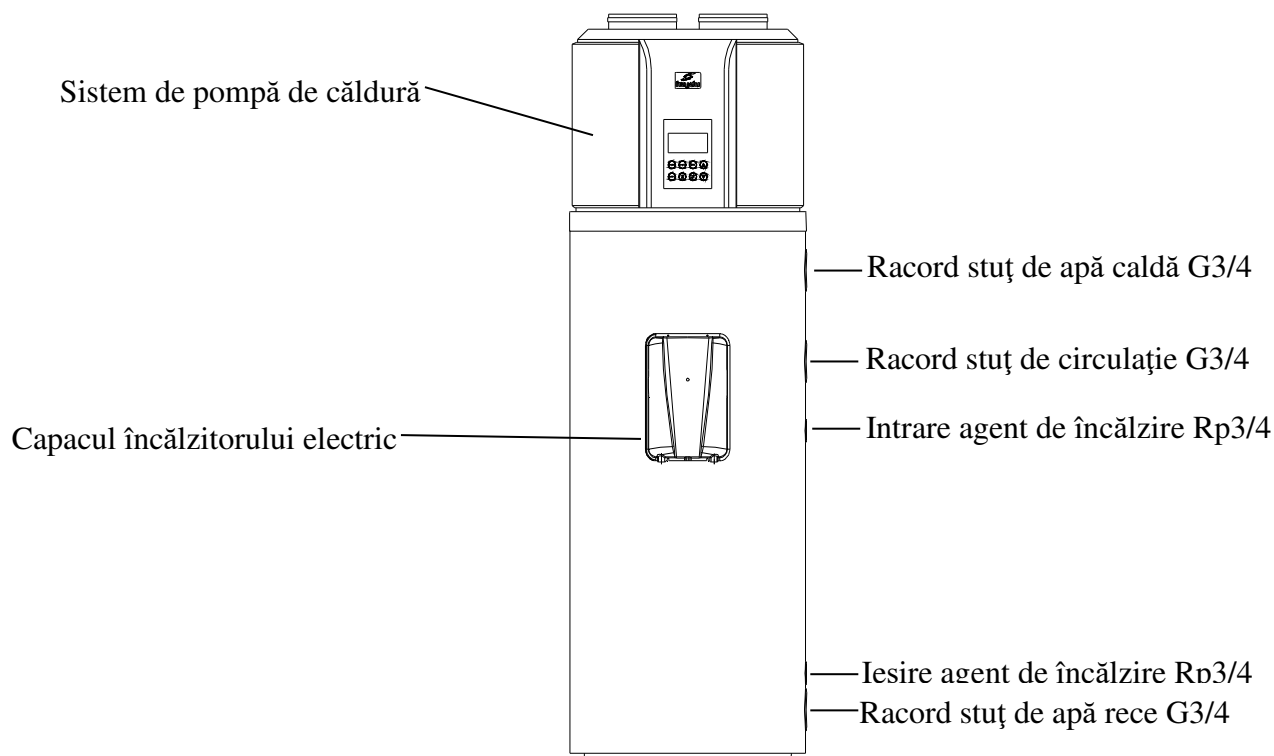 Sistem de pompă de căldură
Racord stuţ de apă caldă G3/4
Racord stuţ de circulaţie G3/4
Intrare agent de încălzire Rp3/4
Capacul încălzitorului electric
Iesire agent de încălzire Rp3/4
Racord stuţ de apă rece G3/4